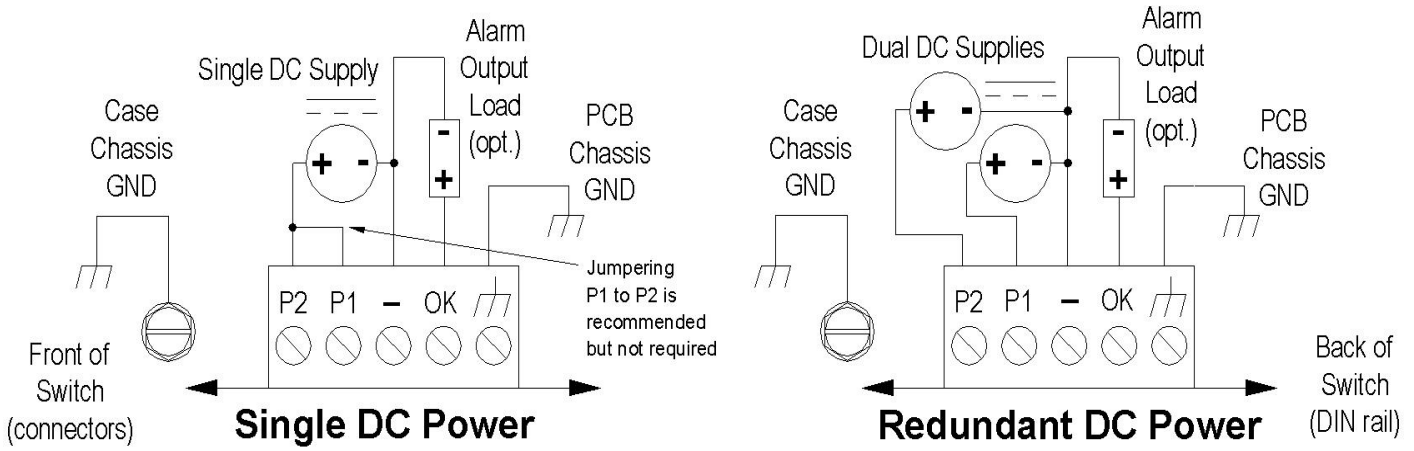 Single DC Supply
Alarm
Output
Load
(opt.)
Case
Chassis
GND
PCB
Chassis
GND
+ -
-
+
Jumpering
P1 to P2 is
recommended
but not required
P2 P1 – OK
Front of
Switch
(connectors)
Single DC Power
Dual DC Supplies
Alarm
Output
Load
(opt.)
Case
Chassis
GND
PCB
Chassis
GND
+ -
+ -
-
+
P2 P1 – OK
Back of
Switch
(DIN rail)
Redundant DC Power